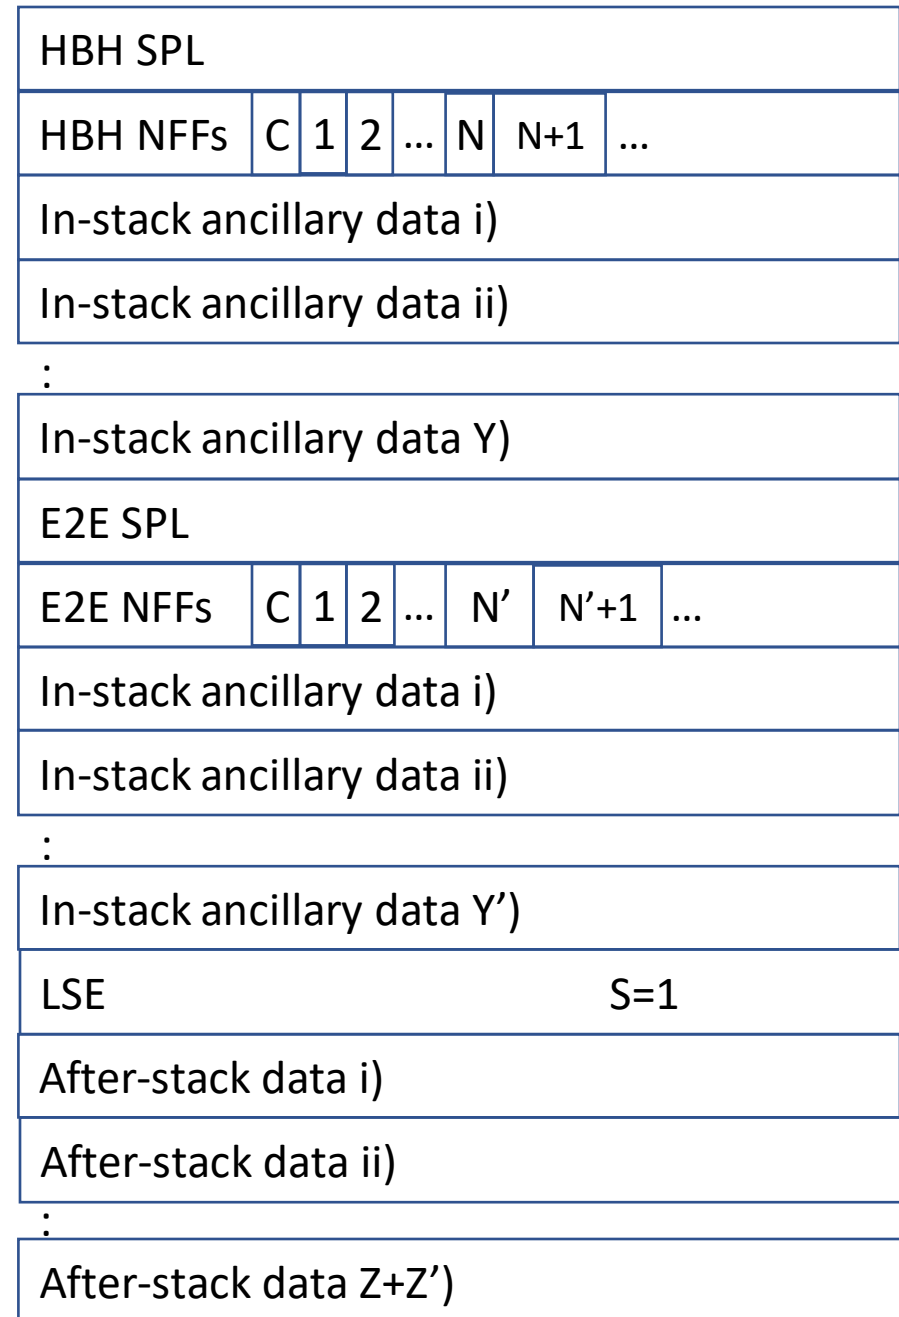 HBH SPL
HBH NFFs C 1 2 ... N N+1 ...
In-stack ancillary data i)
In-stack ancillary data ii)
:
In-stack ancillary data Y)
E2E SPL
E2E NFFs C 1 2 ... N’ N’+1 ...
In-stack ancillary data i)
In-stack ancillary data ii)
:
In-stack ancillary data Y’)
LSE S=1
After-stack data i)
After-stack data ii)
:
After-stack data Z+Z’)